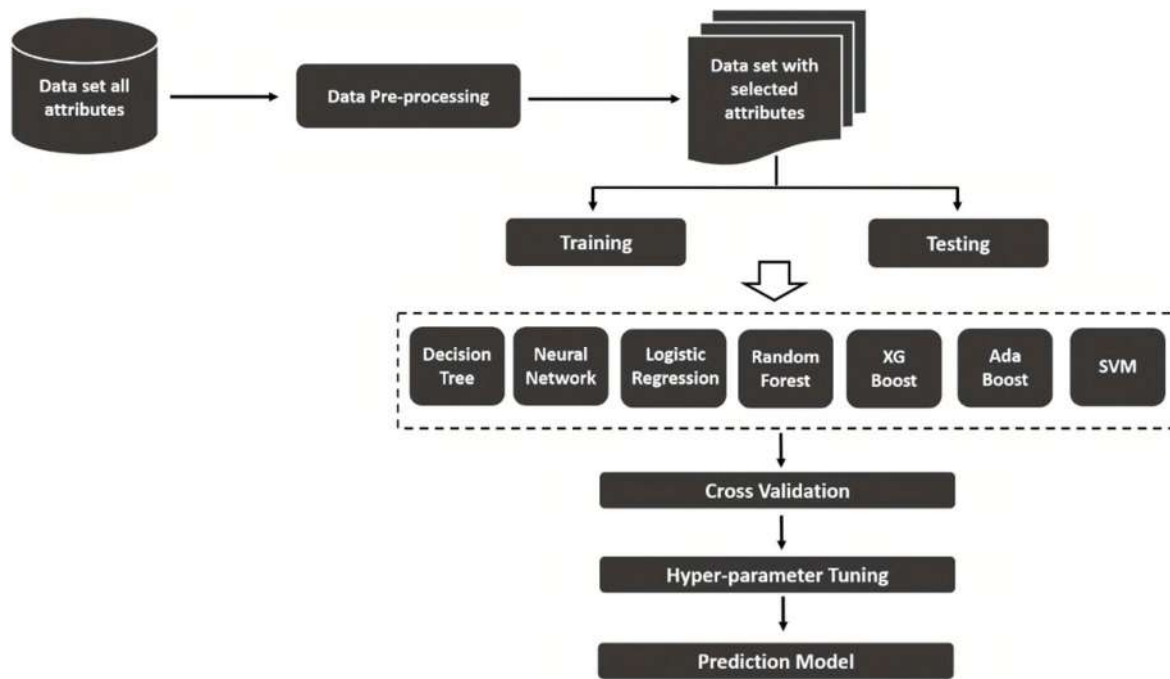 Data set all
attributes
Data Pre-processing
Data set with
selected
attributes
Training
Testing
Decision
Tree
Neural
Network
Logistic
Regression
Random
Forest
XG
Boost
Ada
Boost
SVM
Cross Validation
Hyper-parameter Tuning
Prediction Model